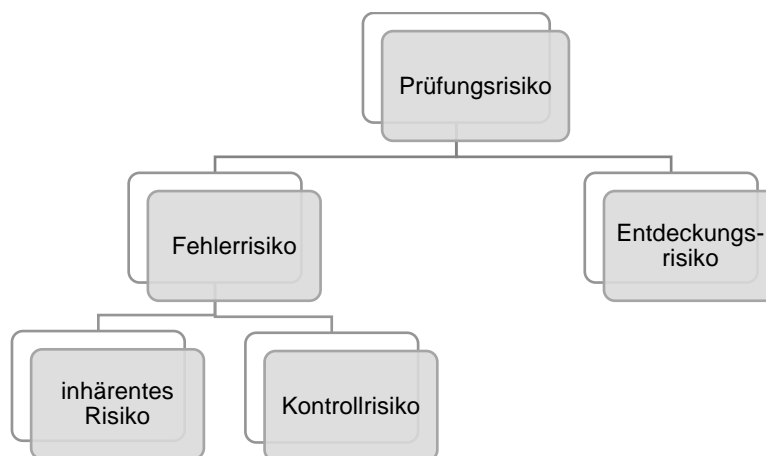 Prüfungsrisiko
Fehlerrisiko
Entdeckungs-
risiko
inhärentes
Risiko
Kontrollrisiko